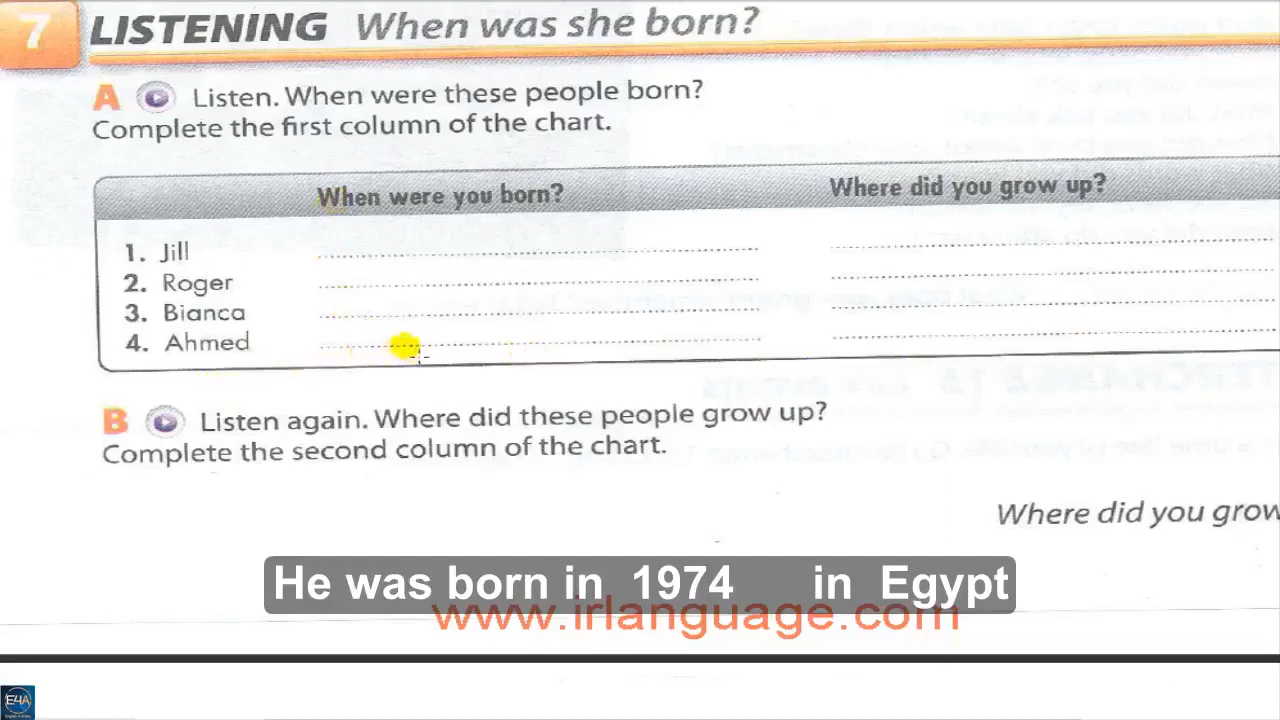 7 LISTENING When was she born?
A Listen. When were these people born?
Complete the first column of the chart.
When were you born? Where did you grow up?
1. Jill
2. Roger
3. Bianca
4. Ahmed
B Listen again. Where did these people grow up?
Complete the second column of the chart.
Where did you grow
He was born in 1974 in Egypt
www.irlanguage.com
E4A